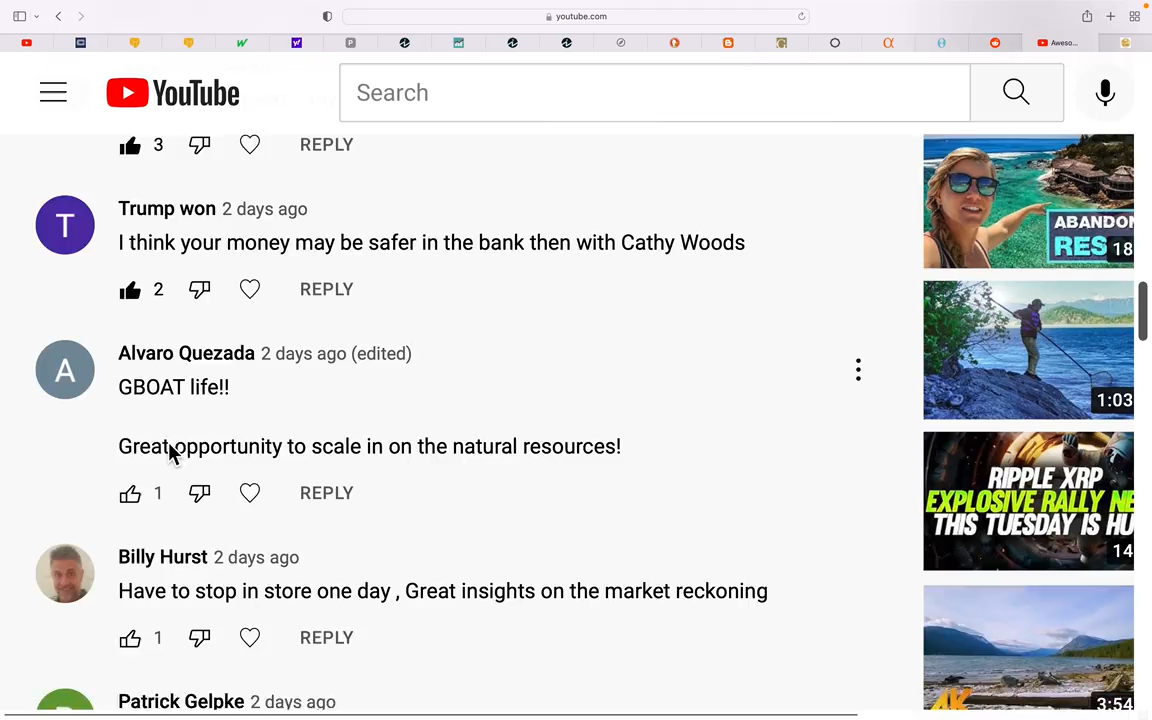 youtube.com
Aweso...
YouTube
Search
3
REPLY
T
Trump won 2 days ago
I think your money may be safer in the bank then with Cathy Woods
2
REPLY
A
Alvaro Quezada 2 days ago (edited)
GBOAT life!!
Great opportunity to scale in on the natural resources!
1
REPLY
Billy Hurst 2 days ago
Have to stop in store one day , Great insights on the market reckoning
1
REPLY
Patrick Gelpke 2 days ago
ABANDON
RES
18
1:03
RIPPLE XRP
EXPLOSIVE RALLY NE
THIS TUESDAY IS HU
14
4K
3:54